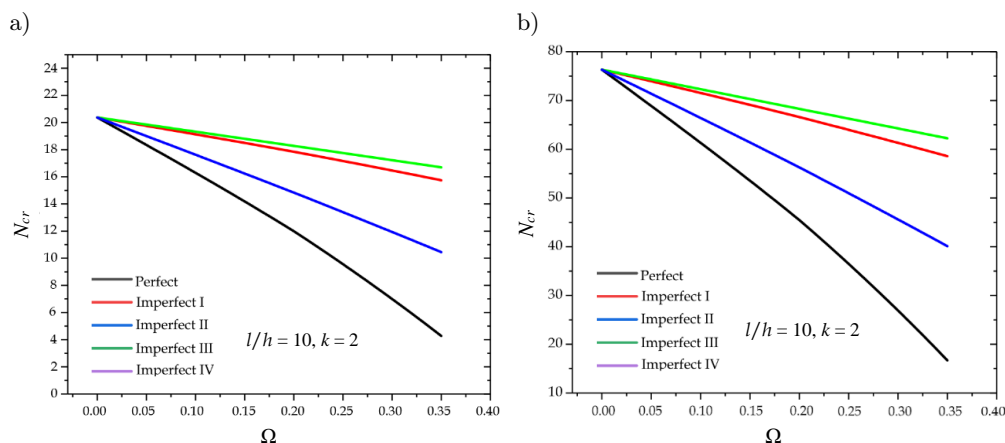 a)
24
22
20
18
16
14
12
10
8
6
4
2
0
N_cr
Perfect
Imperfect I
Imperfect II
Imperfect III
Imperfect IV
l/h = 10, k = 2
0.00 0.05 0.10 0.15 0.20 0.25 0.30 0.35 0.40
Ω
b)
80
70
60
50
40
30
20
10
N_cr
Perfect
Imperfect I
Imperfect II
Imperfect III
Imperfect IV
l/h = 10, k = 2
0.00 0.05 0.10 0.15 0.20 0.25 0.30 0.35 0.40
Ω